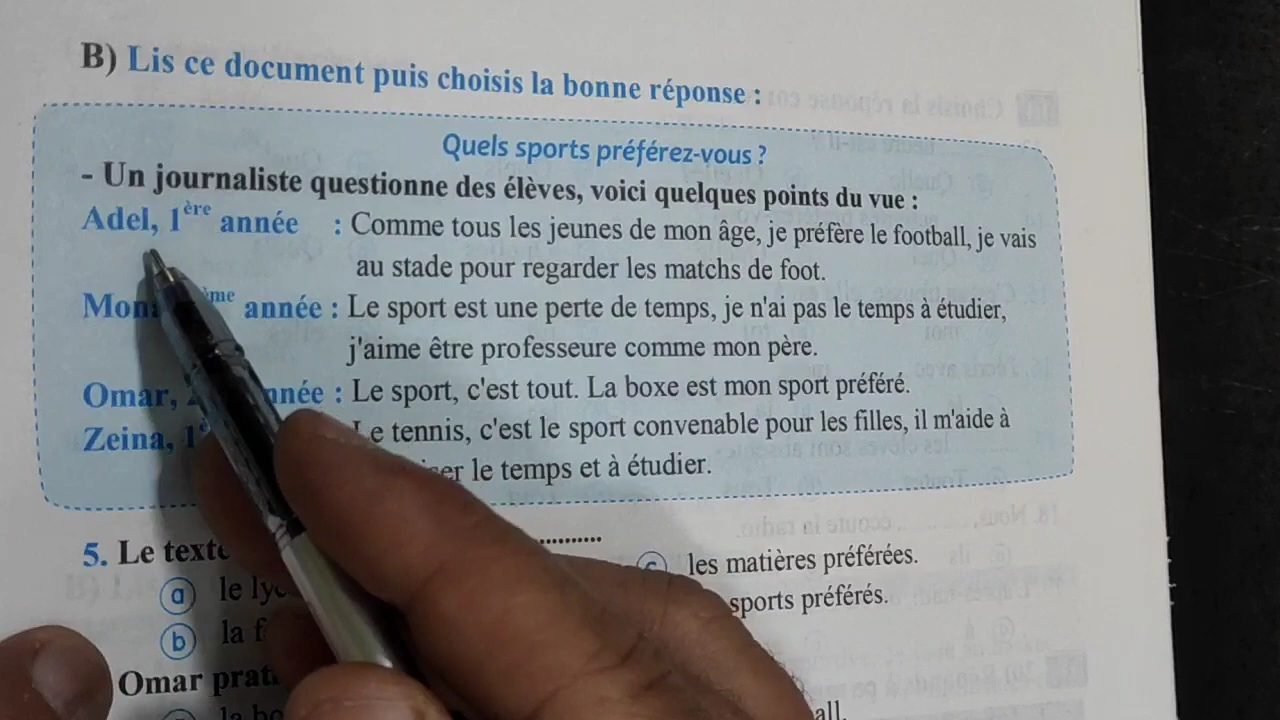 B) Lis ce document puis choisis la bonne réponse :
Quels sports préférez-vous ?
- Un journaliste questionne des élèves, voici quelques points du vue :
Adel, 1ère année : Comme tous les jeunes de mon âge, je préfère le football, je vais
au stade pour regarder les matchs de foot.
année : Le sport est une perte de temps, je n'ai pas le temps à étudier,
j'aime être professeure comme mon père.
Omar, : Le sport, c'est tout. La boxe est mon sport préféré.
Zeina, Le tennis, c'est le sport convenable pour les filles, il m'aide à
le temps et à étudier.
5. Le texte
a le
c les matières préférées.
b la
sports préférés.
Omar